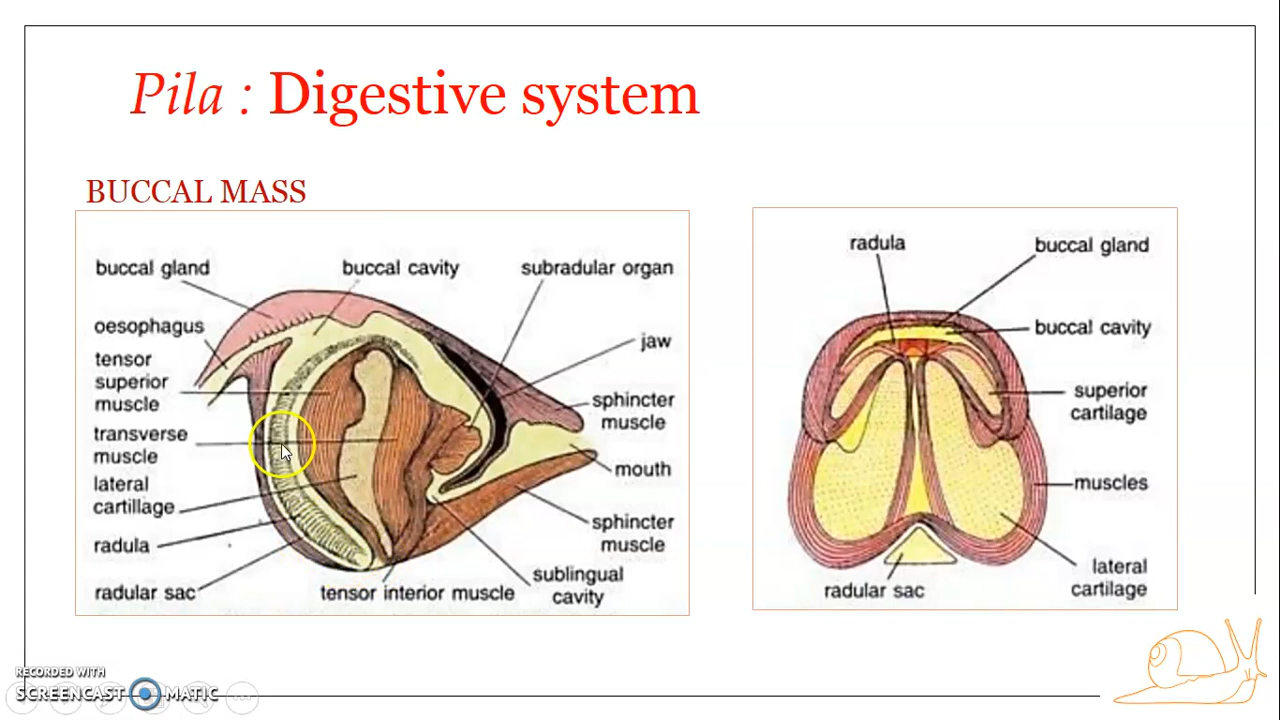 Pila : Digestive system
BUCCAL MASS
buccal gland
buccal cavity
subradular organ
oesophagus
jaw
tensor
superior
muscle
sphincter
muscle
transverse
muscle
mouth
lateral
cartillage
sphincter
muscle
radula
sublingual
cavity
radular sac
tensor interior muscle
radula
buccal gland
buccal cavity
superior
cartilage
muscles
lateral
cartilage
radular sac
RECORDED WITH
SCREENCAST MATIC